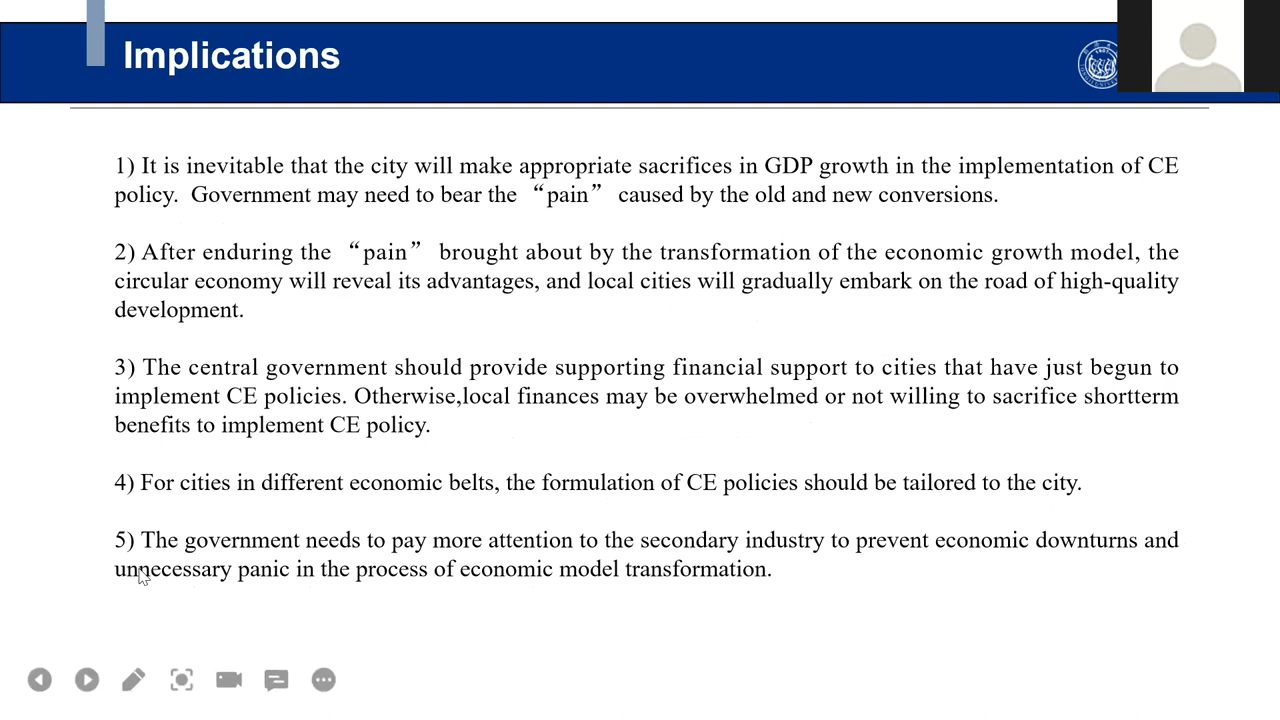 Implications
1) It is inevitable that the city will make appropriate sacrifices in GDP growth in the implementation of CE
policy.  Government may need to bear the “pain” caused by the old and new conversions.
2) After enduring the “pain” brought about by the transformation of the economic growth model, the
circular economy will reveal its advantages, and local cities will gradually embark on the road of high-quality
development.
3) The central government should provide supporting financial support to cities that have just begun to
implement CE policies. Otherwise,local finances may be overwhelmed or not willing to sacrifice shortterm
benefits to implement CE policy.
4) For cities in different economic belts, the formulation of CE policies should be tailored to the city.
5) The government needs to pay more attention to the secondary industry to prevent economic downturns and
unnecessary panic in the process of economic model transformation.